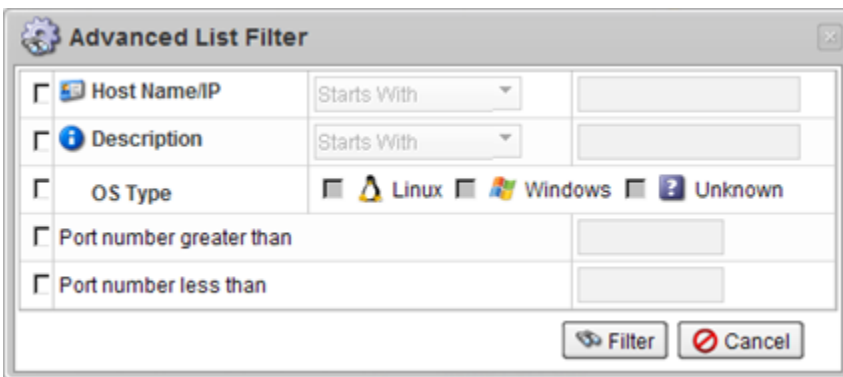 Advanced List Filter
Host Name/IP Starts With
Description Starts With
OS Type Linux Windows ? Unknown
Port number greater than
Port number less than
Filter Cancel